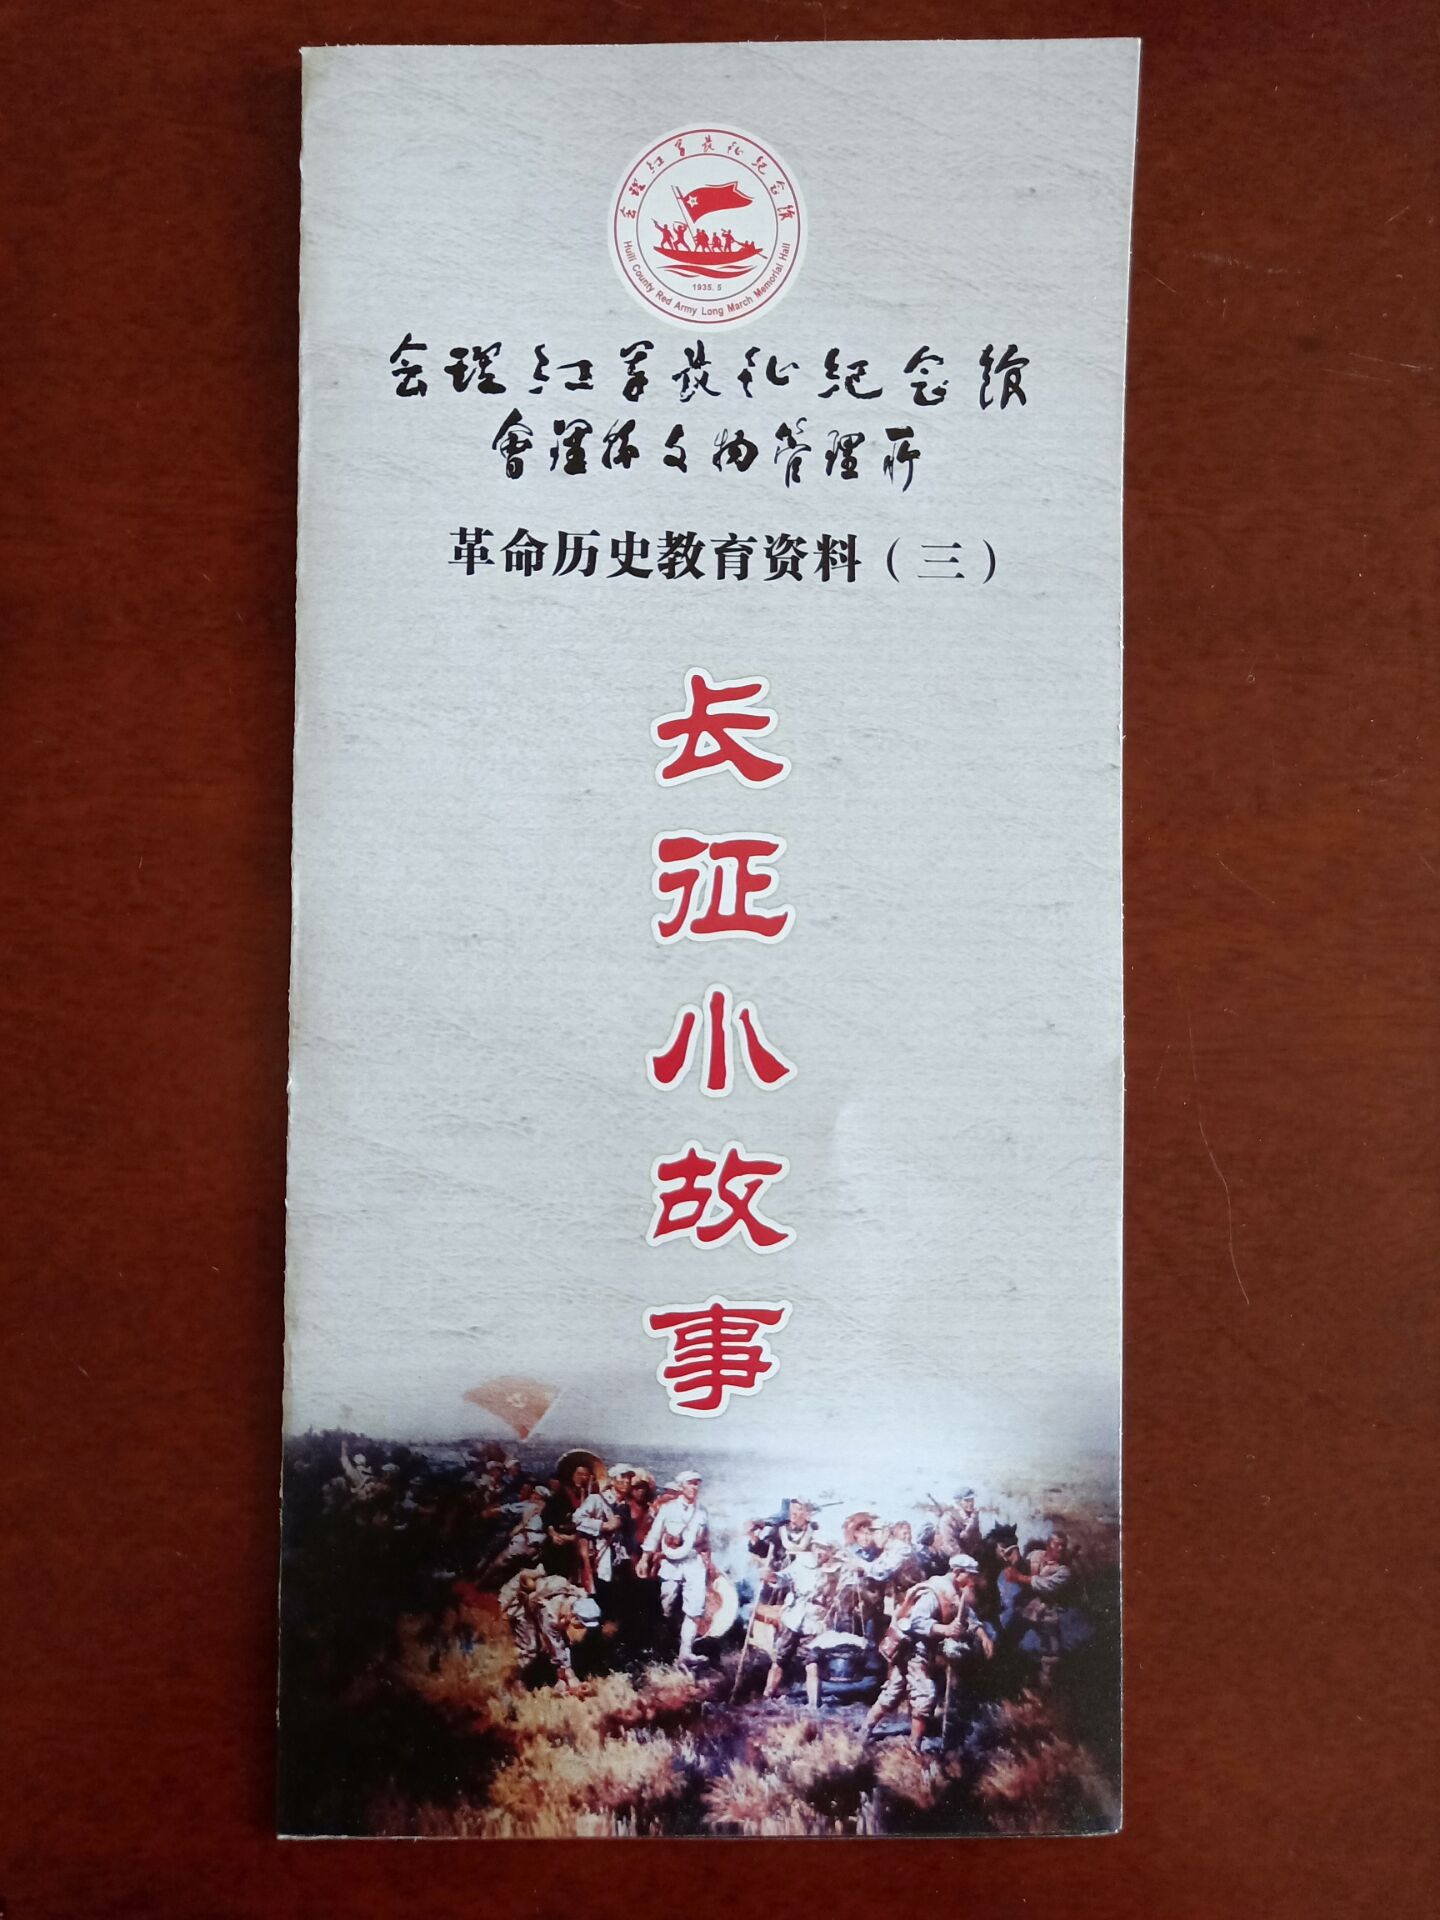 会理红军长征纪念馆
Huili County Red Army Long March Memorial Hall
1935.5
会理红军长征纪念馆
會理縣文物管理所
革命历史教育资料（三）
长
征
小
故
事